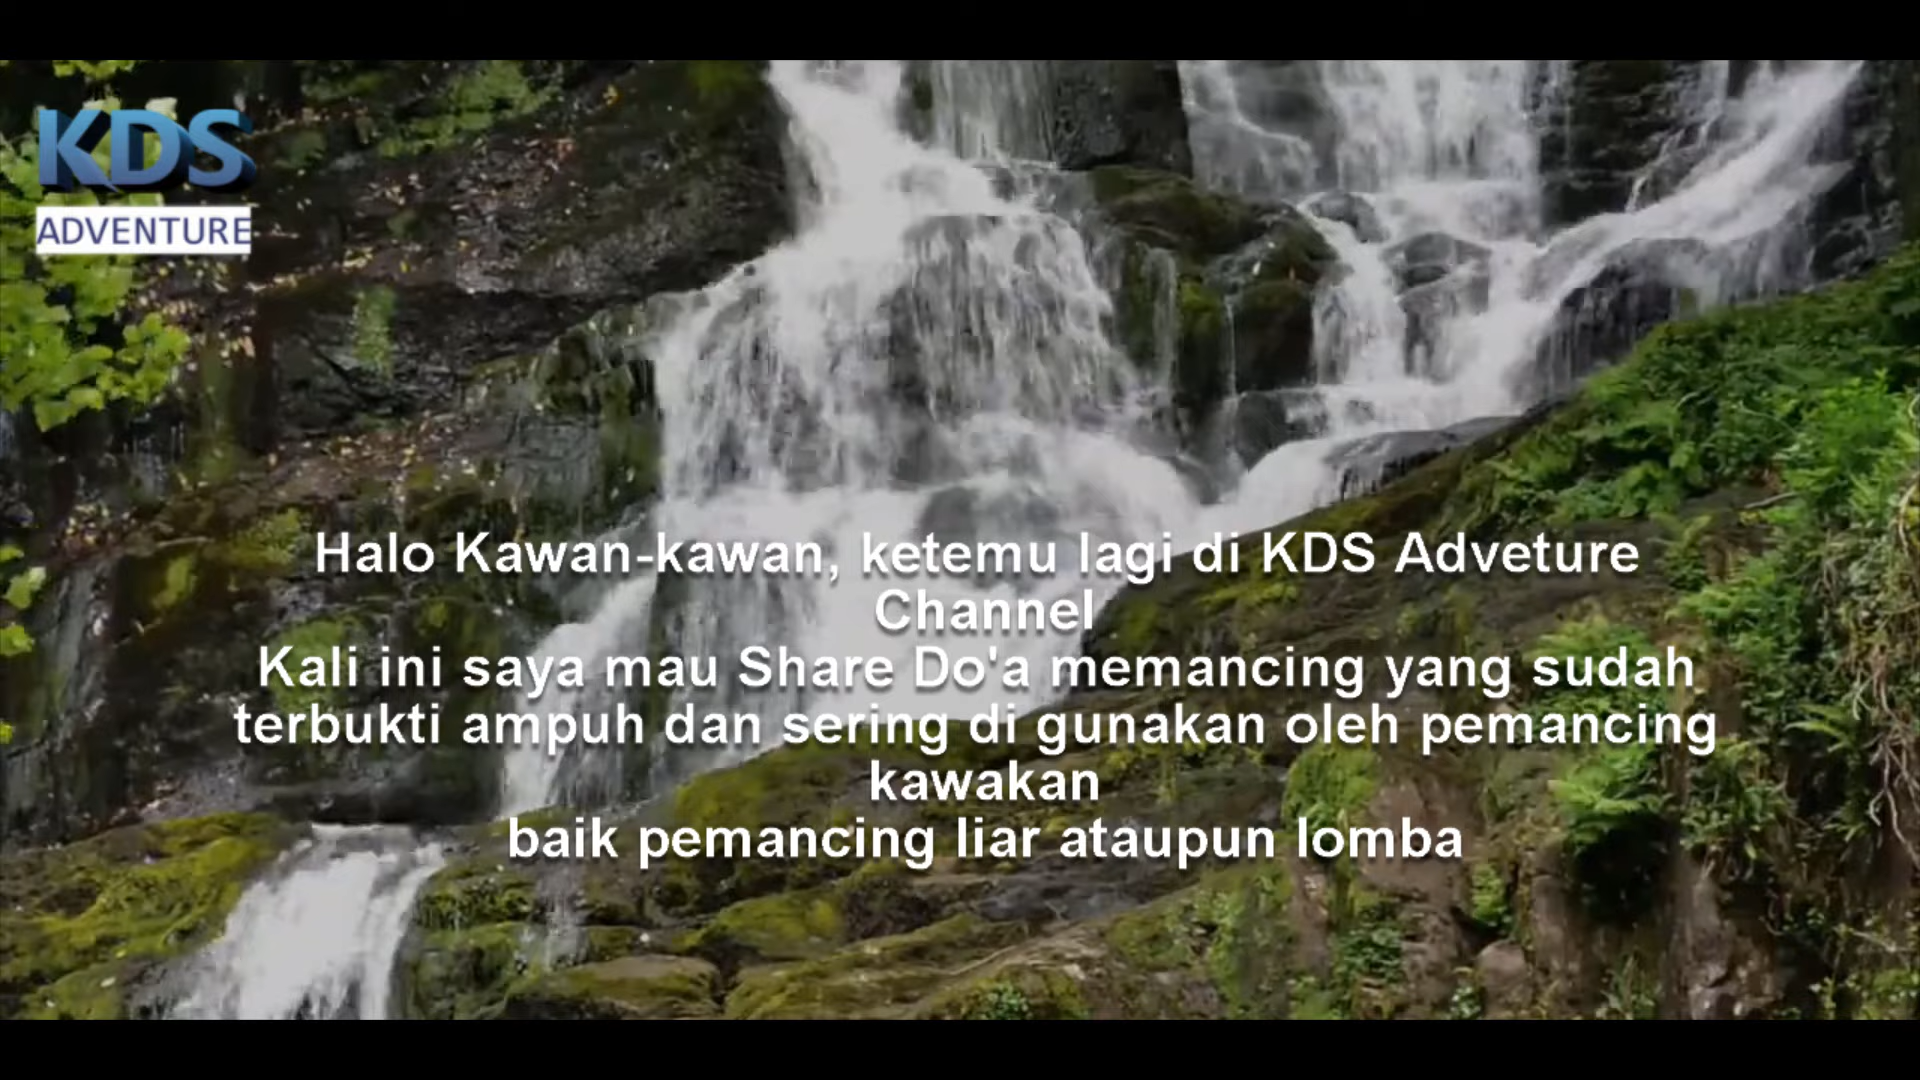 KDS
ADVENTURE
Halo Kawan-kawan, ketemu lagi di KDS Adveture
Channel
Kali ini saya mau Share Do'a memancing yang sudah
terbukti ampuh dan sering di gunakan oleh pemancing
kawakan
baik pemancing liar ataupun lomba